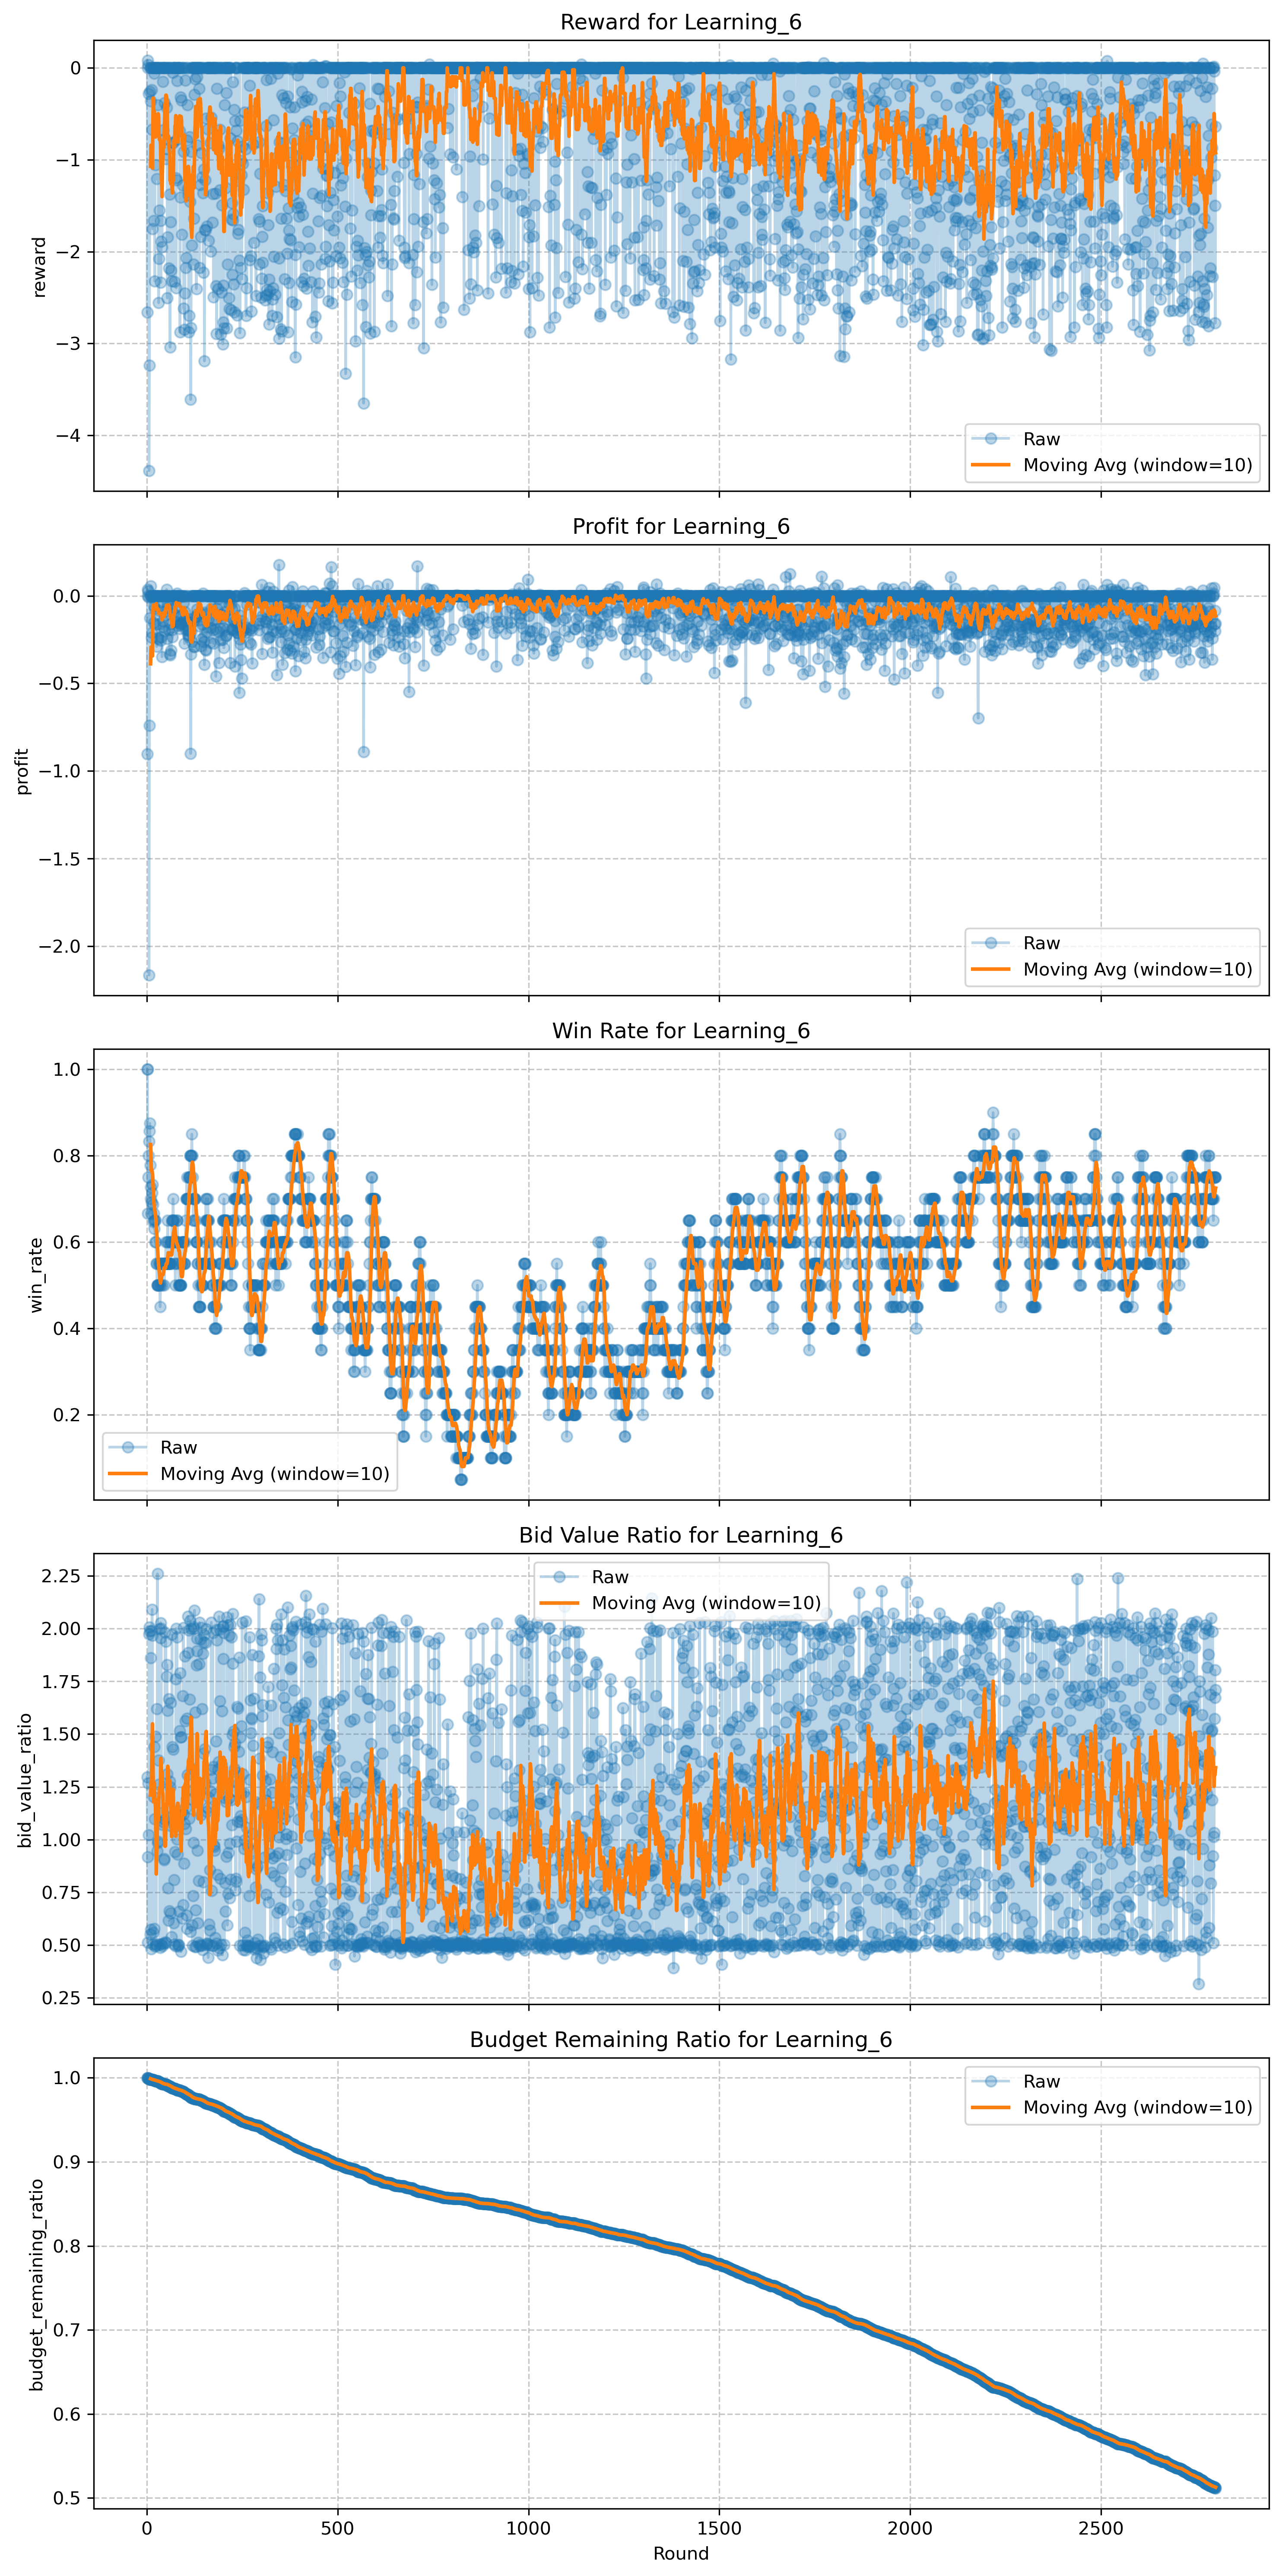 Reward for Learning_6
0
−1
−2
−3
−4
reward
Raw
Moving Avg (window=10)
Profit for Learning_6
0.0
−0.5
−1.0
−1.5
−2.0
profit
Raw
Moving Avg (window=10)
Win Rate for Learning_6
1.0
0.8
0.6
0.4
0.2
win_rate
Raw
Moving Avg (window=10)
Bid Value Ratio for Learning_6
2.25
2.00
1.75
1.50
1.25
1.00
0.75
0.50
0.25
bid_value_ratio
Raw
Moving Avg (window=10)
Budget Remaining Ratio for Learning_6
1.0
0.9
0.8
0.7
0.6
0.5
budget_remaining_ratio
Raw
Moving Avg (window=10)
0 500 1000 1500 2000 2500
Round